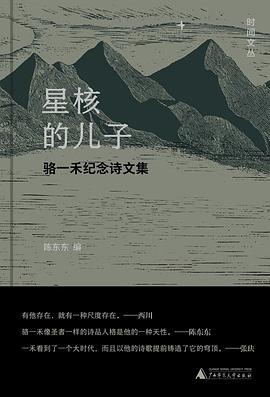 时间文丛
星核
的儿子
骆一禾纪念诗文集
陈东东 编
有他存在，就有一种尺度存在。——西川
骆一禾像圣者一样的诗品人格是他的一种天性。——陈东东
一禾看到了一个大时代，而且以他的诗歌提前铸造了它的穹顶。——张庆
广西师范大学出版社